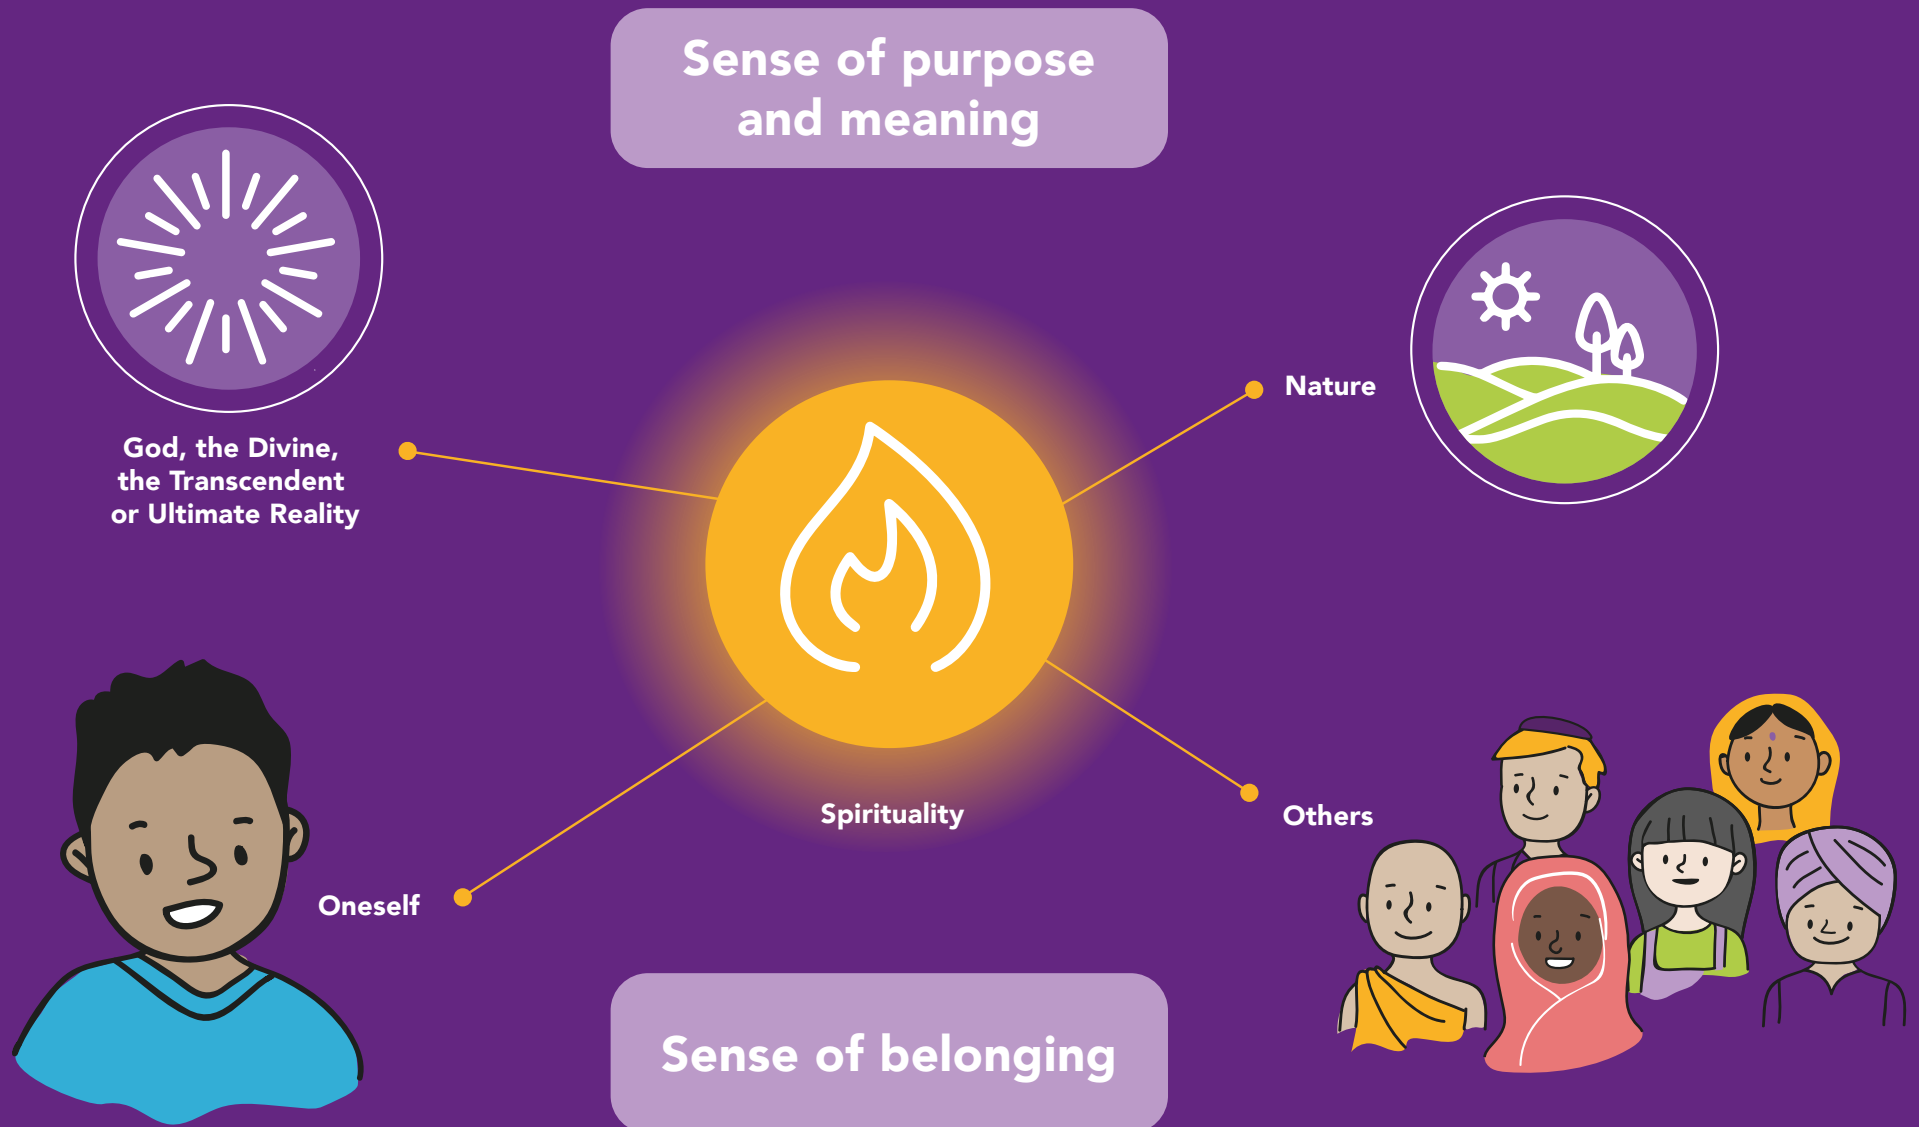 Sense of purpose
and meaning
God, the Divine,
the Transcendent
or Ultimate Reality
Nature
Spirituality
Others
Oneself
Sense of belonging